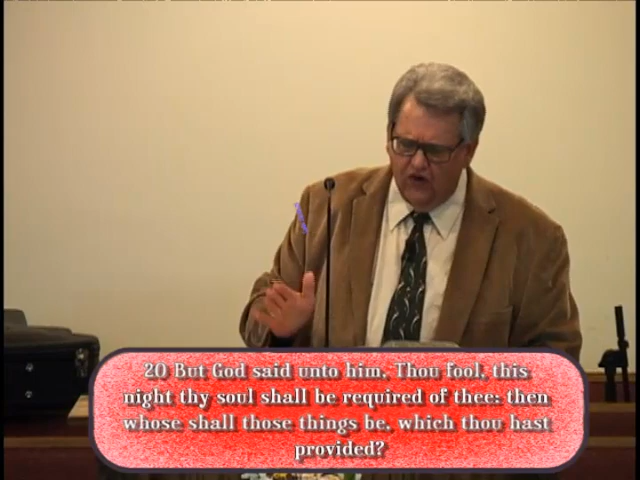 20 But God said unto him, Thou fool, this
night thy soul shall be required of thee: then
whose shall those things be, which thou hast
provided?